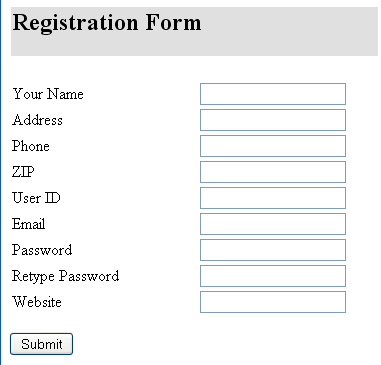 Registration Form
Your Name
Address
Phone
ZIP
User ID
Email
Password
Retype Password
Website
Submit